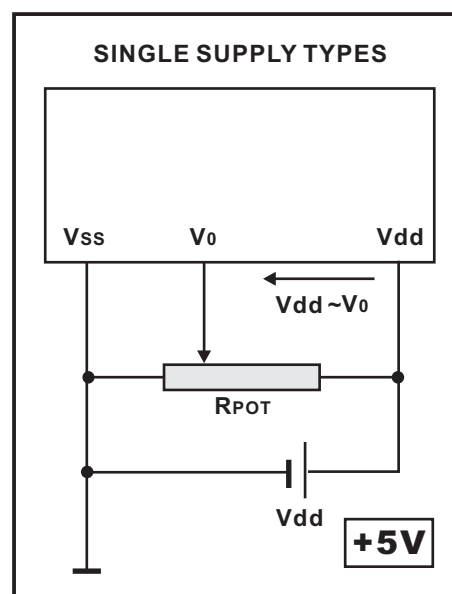 SINGLE SUPPLY TYPES
VSS V0 Vdd
Vdd ~V0
RPOT
Vdd
+5V